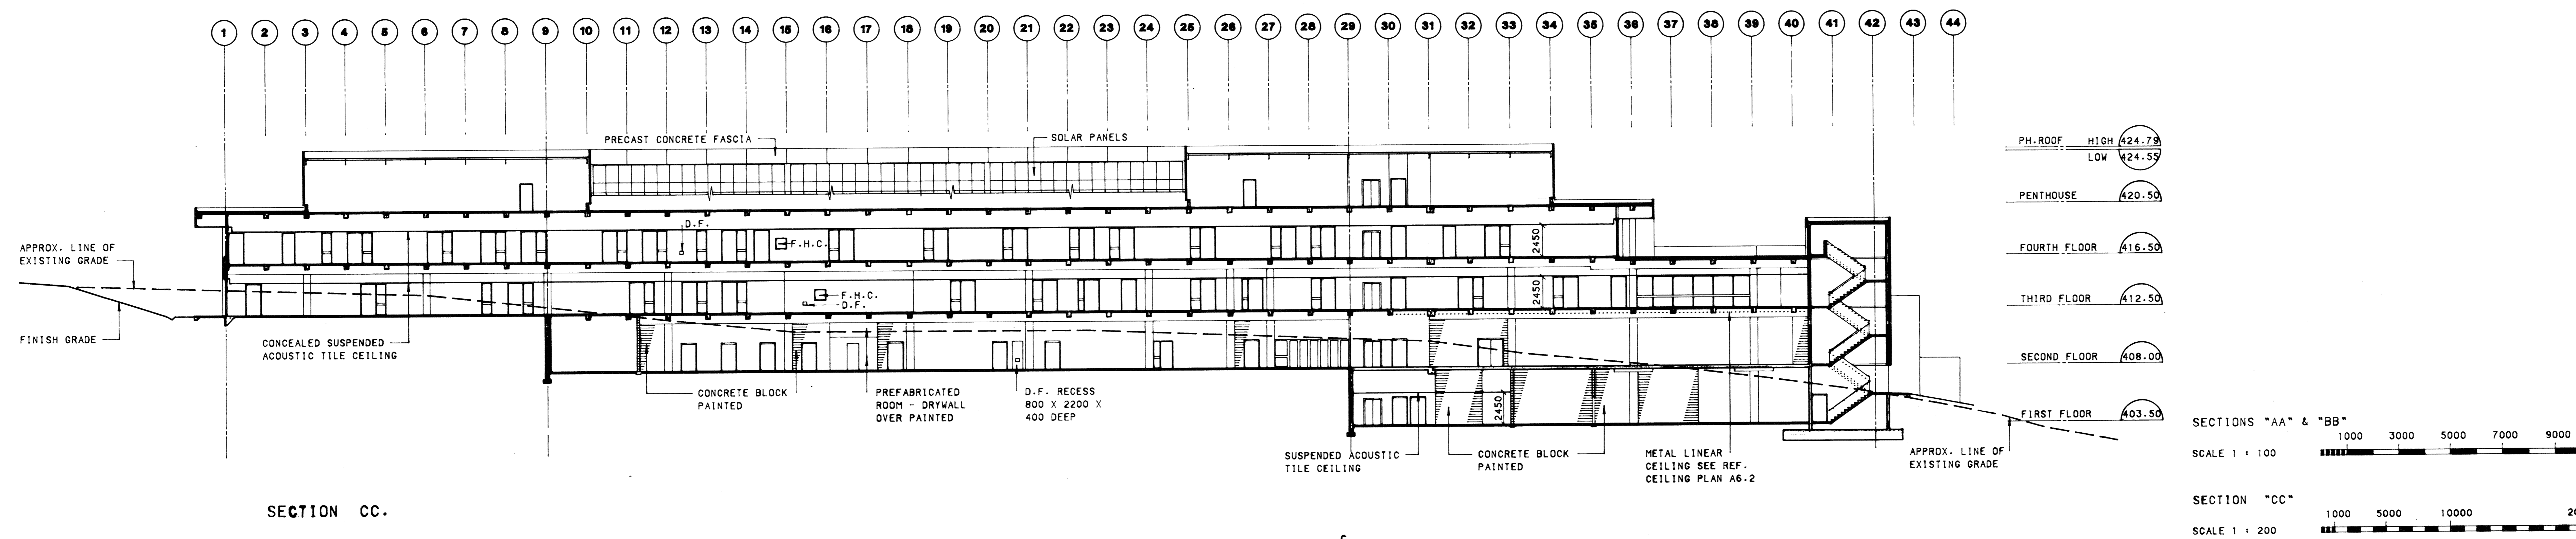 1 2 3 4 5 6 7 8 9 10 11 12 13 14 15 16 17 18 19 20 21 22 23 24 25 26 27 28 29 30 31 32 33 34 35 36 37 38 39 40 41 42 43 44
PRECAST CONCRETE FASCIA
SOLAR PANELS
PH.ROOF HIGH 424.79
LOW 424.55
PENTHOUSE 420.50
D.F.
F.H.C.
2450
FOURTH FLOOR 416.50
APPROX. LINE OF
EXISTING GRADE
F.H.C.
D.F.
2450
THIRD FLOOR 412.50
FINISH GRADE
CONCEALED SUSPENDED
ACOUSTIC TILE CEILING
SECOND FLOOR 408.00
CONCRETE BLOCK
PAINTED
PREFABRICATED
ROOM - DRYWALL
OVER PAINTED
D.F. RECESS
800 X 2200 X
400 DEEP
2450
FIRST FLOOR 403.50
SUSPENDED ACOUSTIC
TILE CEILING
CONCRETE BLOCK
PAINTED
METAL LINEAR
CEILING SEE REF.
CEILING PLAN A6.2
APPROX. LINE OF
EXISTING GRADE
SECTIONS "AA" & "BB"
1000 3000 5000 7000 9000
SCALE 1 : 100
SECTION "CC"
1000 5000 10000
SCALE 1 : 200
SECTION CC.